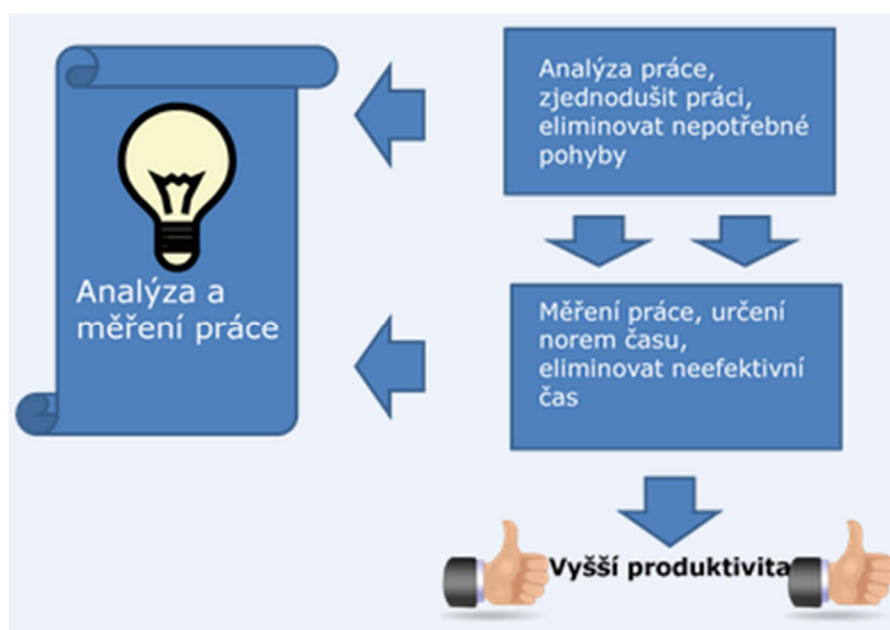 Analýza a
měření práce
Analýza práce,
zjednodušit práci,
eliminovat nepotřebné
pohyby
Měření práce, určení
norem času,
eliminovat neefektivní
čas
Vyšší produktivita